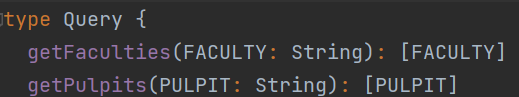 type Query {
getFaculties(FACULTY: String): [FACULTY]
getPulpits(PULPIT: String): [PULPIT]